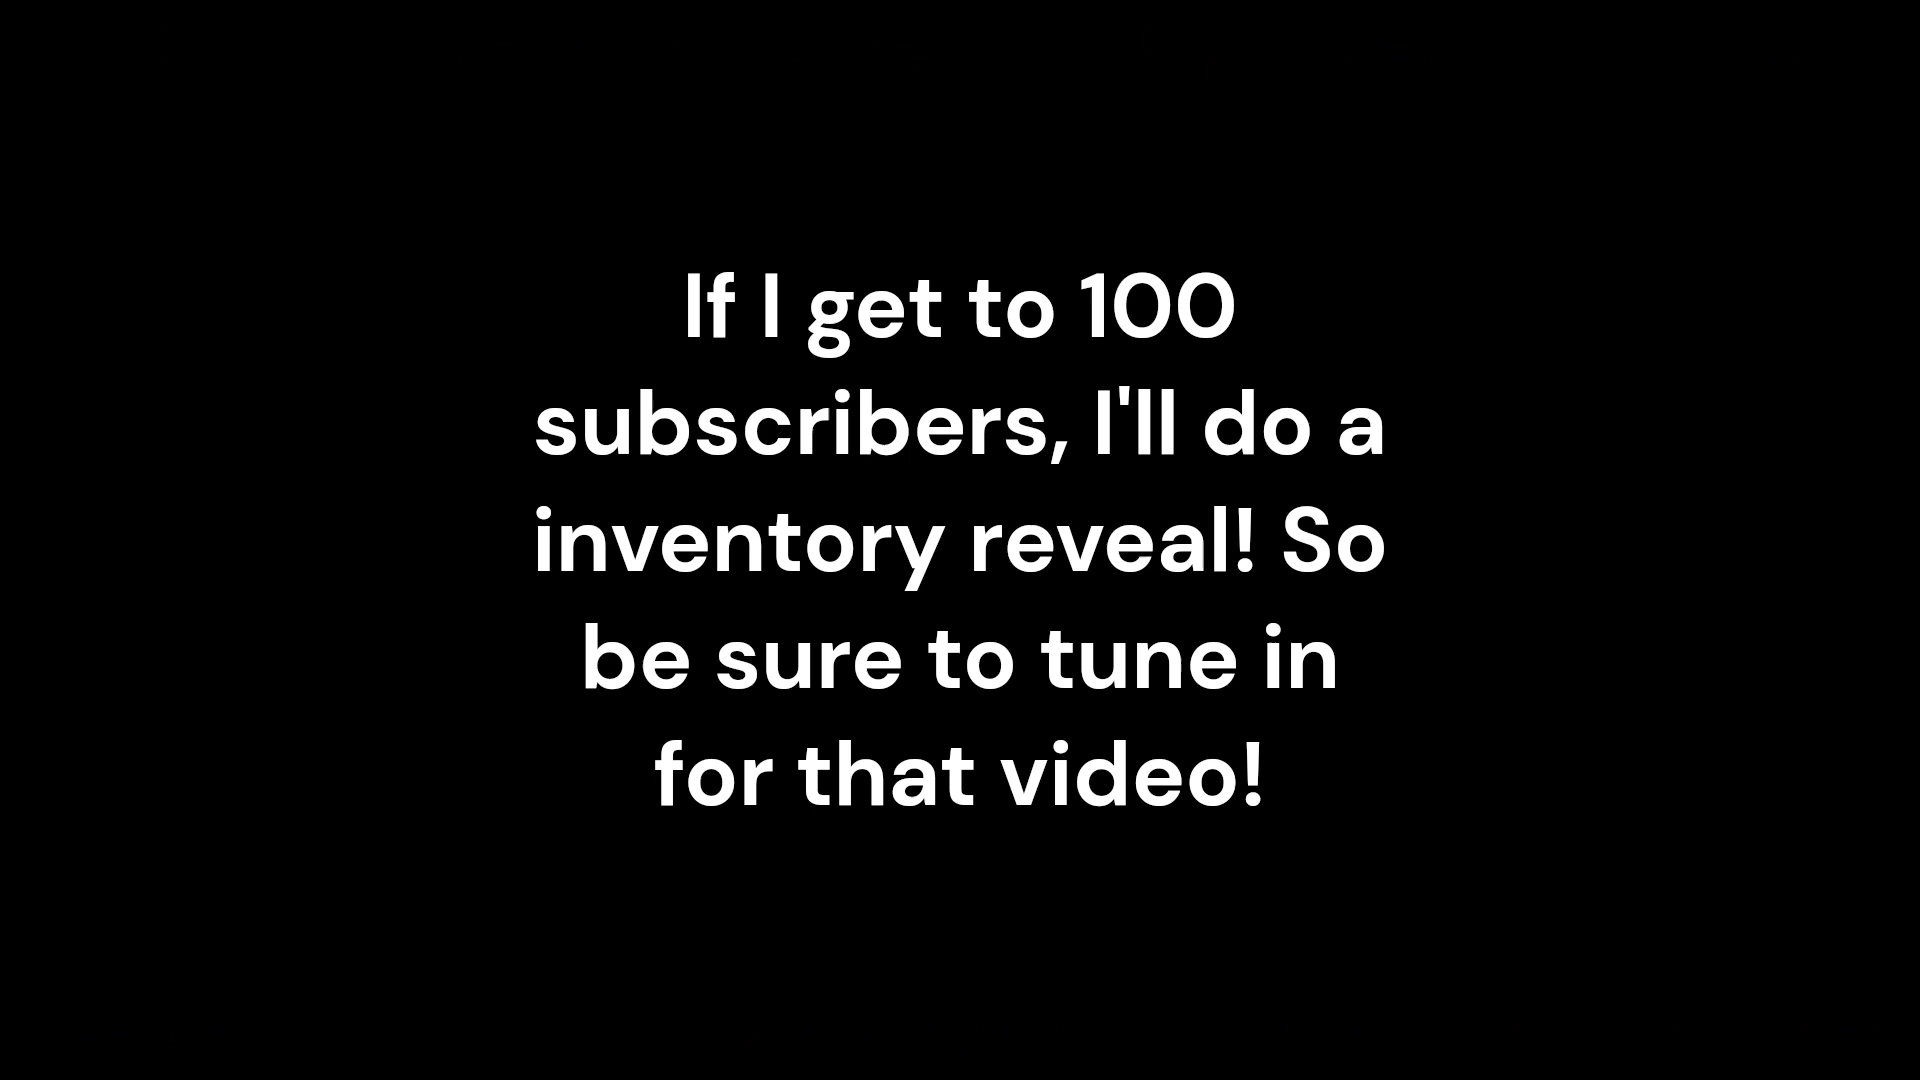 If I get to 100
subscribers, I'll do a
inventory reveal! So
be sure to tune in
for that video!